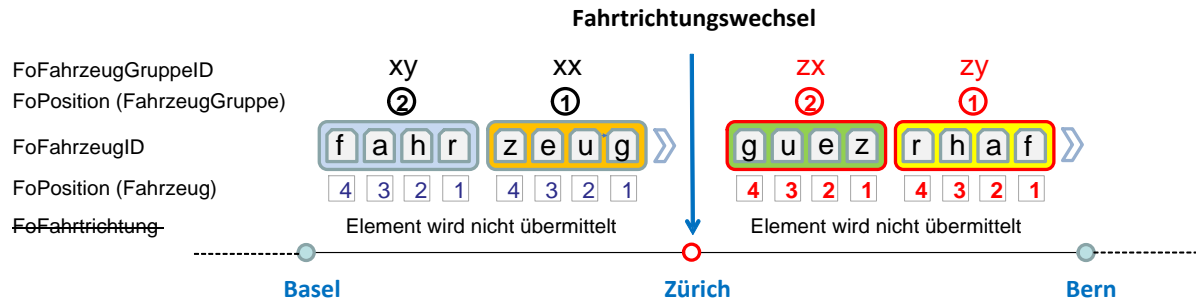 Fahrtrichtungswechsel
FoFahrzeugGruppeID xy xx zx zy
FoPosition (FahrzeugGruppe) 2 1 2 1
FoFahrzeugID f a h r z e u g g u e z r h a f
FoPosition (Fahrzeug) 4 3 2 1 4 3 2 1 4 3 2 1 4 3 2 1
FoFahrtrichtung Element wird nicht übermittelt Element wird nicht übermittelt
Basel Zürich Bern